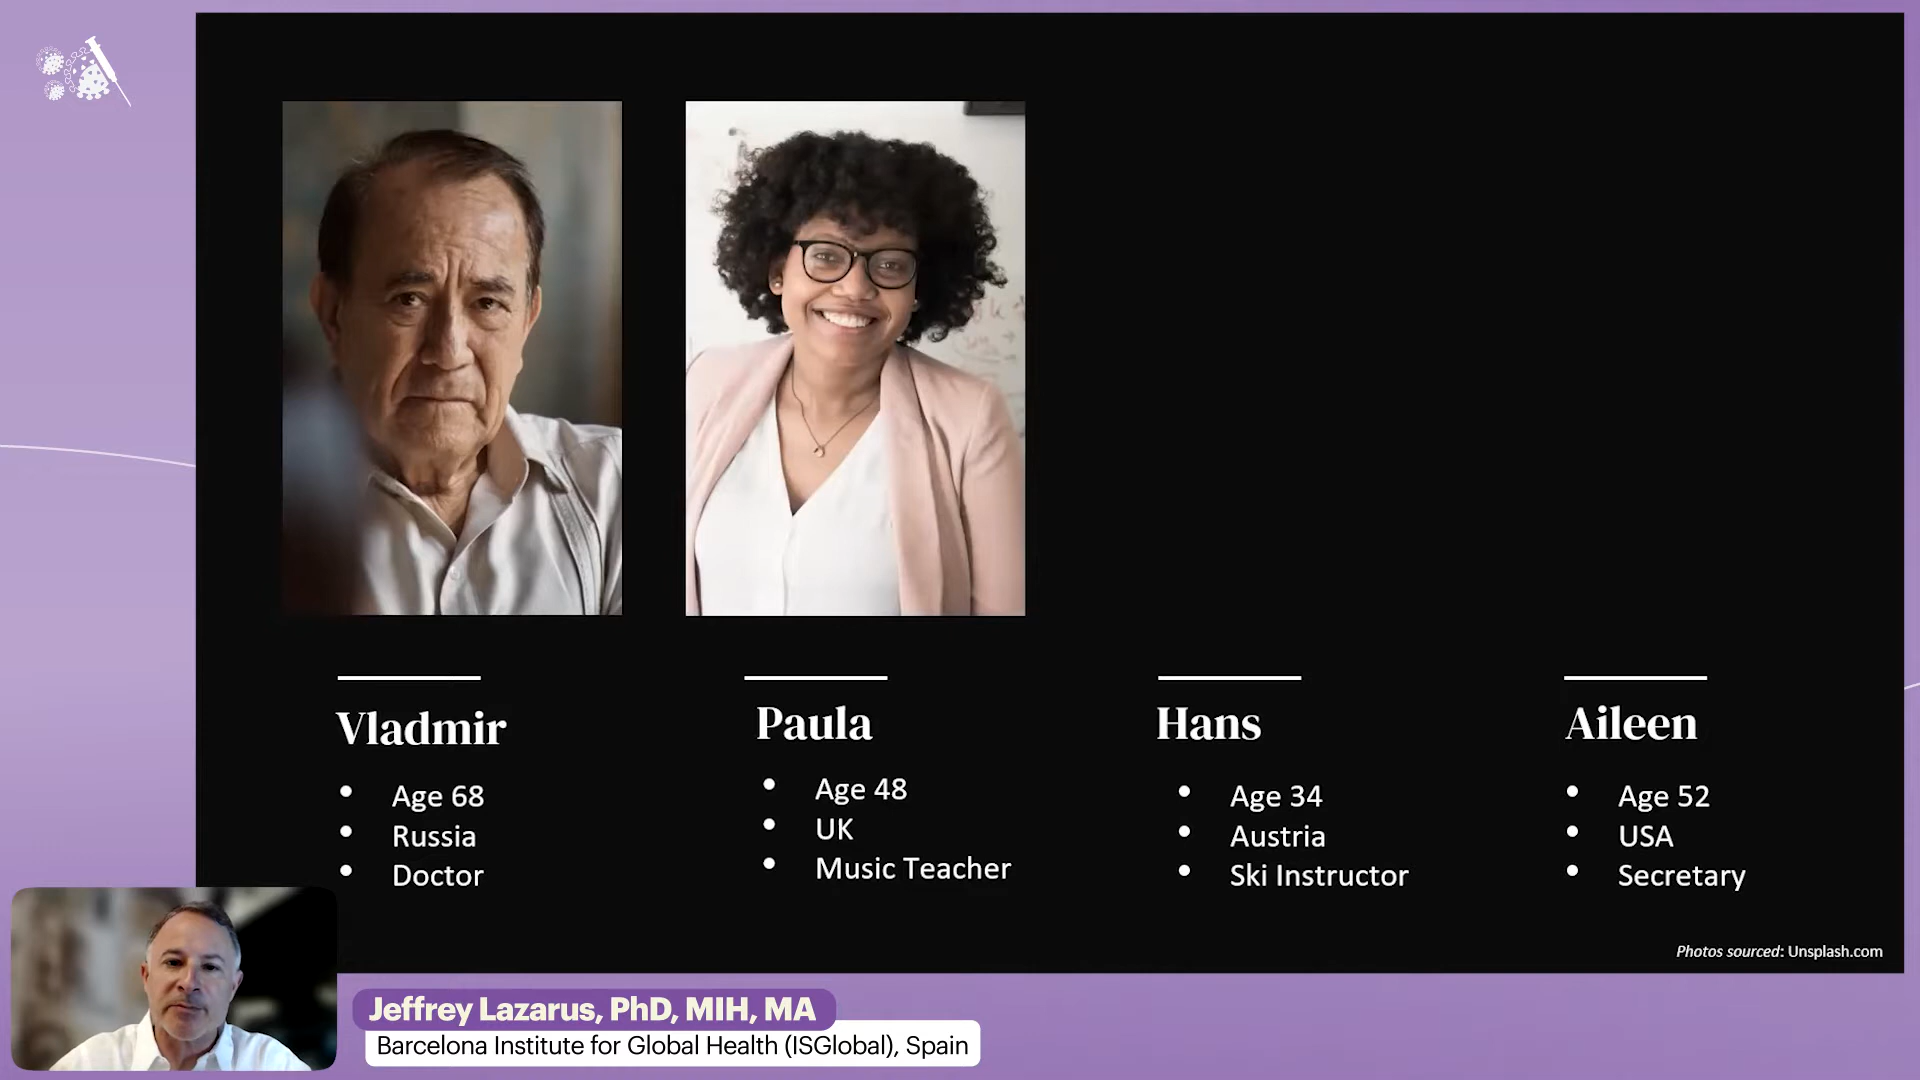 Vladmir
Age 68
Russia
Doctor
Paula
Age 48
UK
Music Teacher
Hans
Age 34
Austria
Ski Instructor
Aileen
Age 52
USA
Secretary
Photos sourced: Unsplash.com
Jeffrey Lazarus, PhD, MIH, MA
Barcelona Institute for Global Health (ISGlobal), Spain